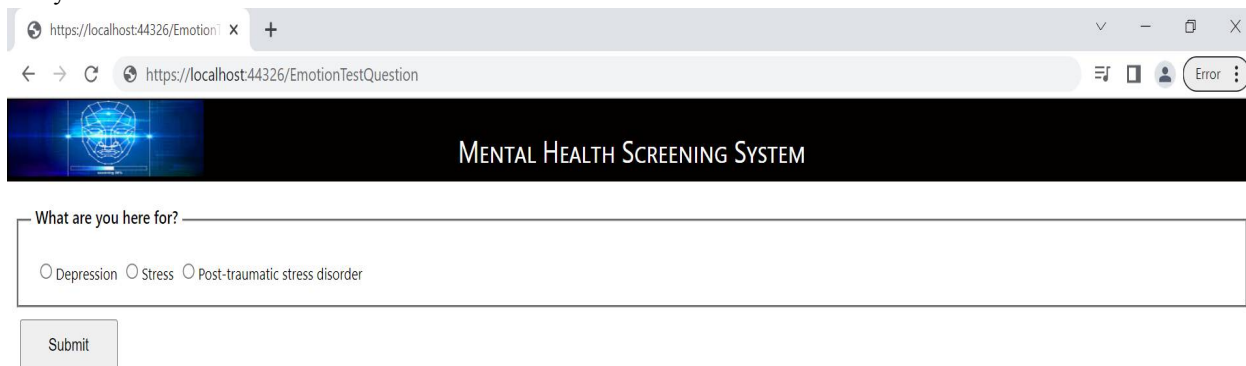 https://localhost:44326/Emotion
https://localhost:44326/EmotionTestQuestion
Error
Mental Health Screening System
What are you here for?
Depression Stress Post-traumatic stress disorder
Submit